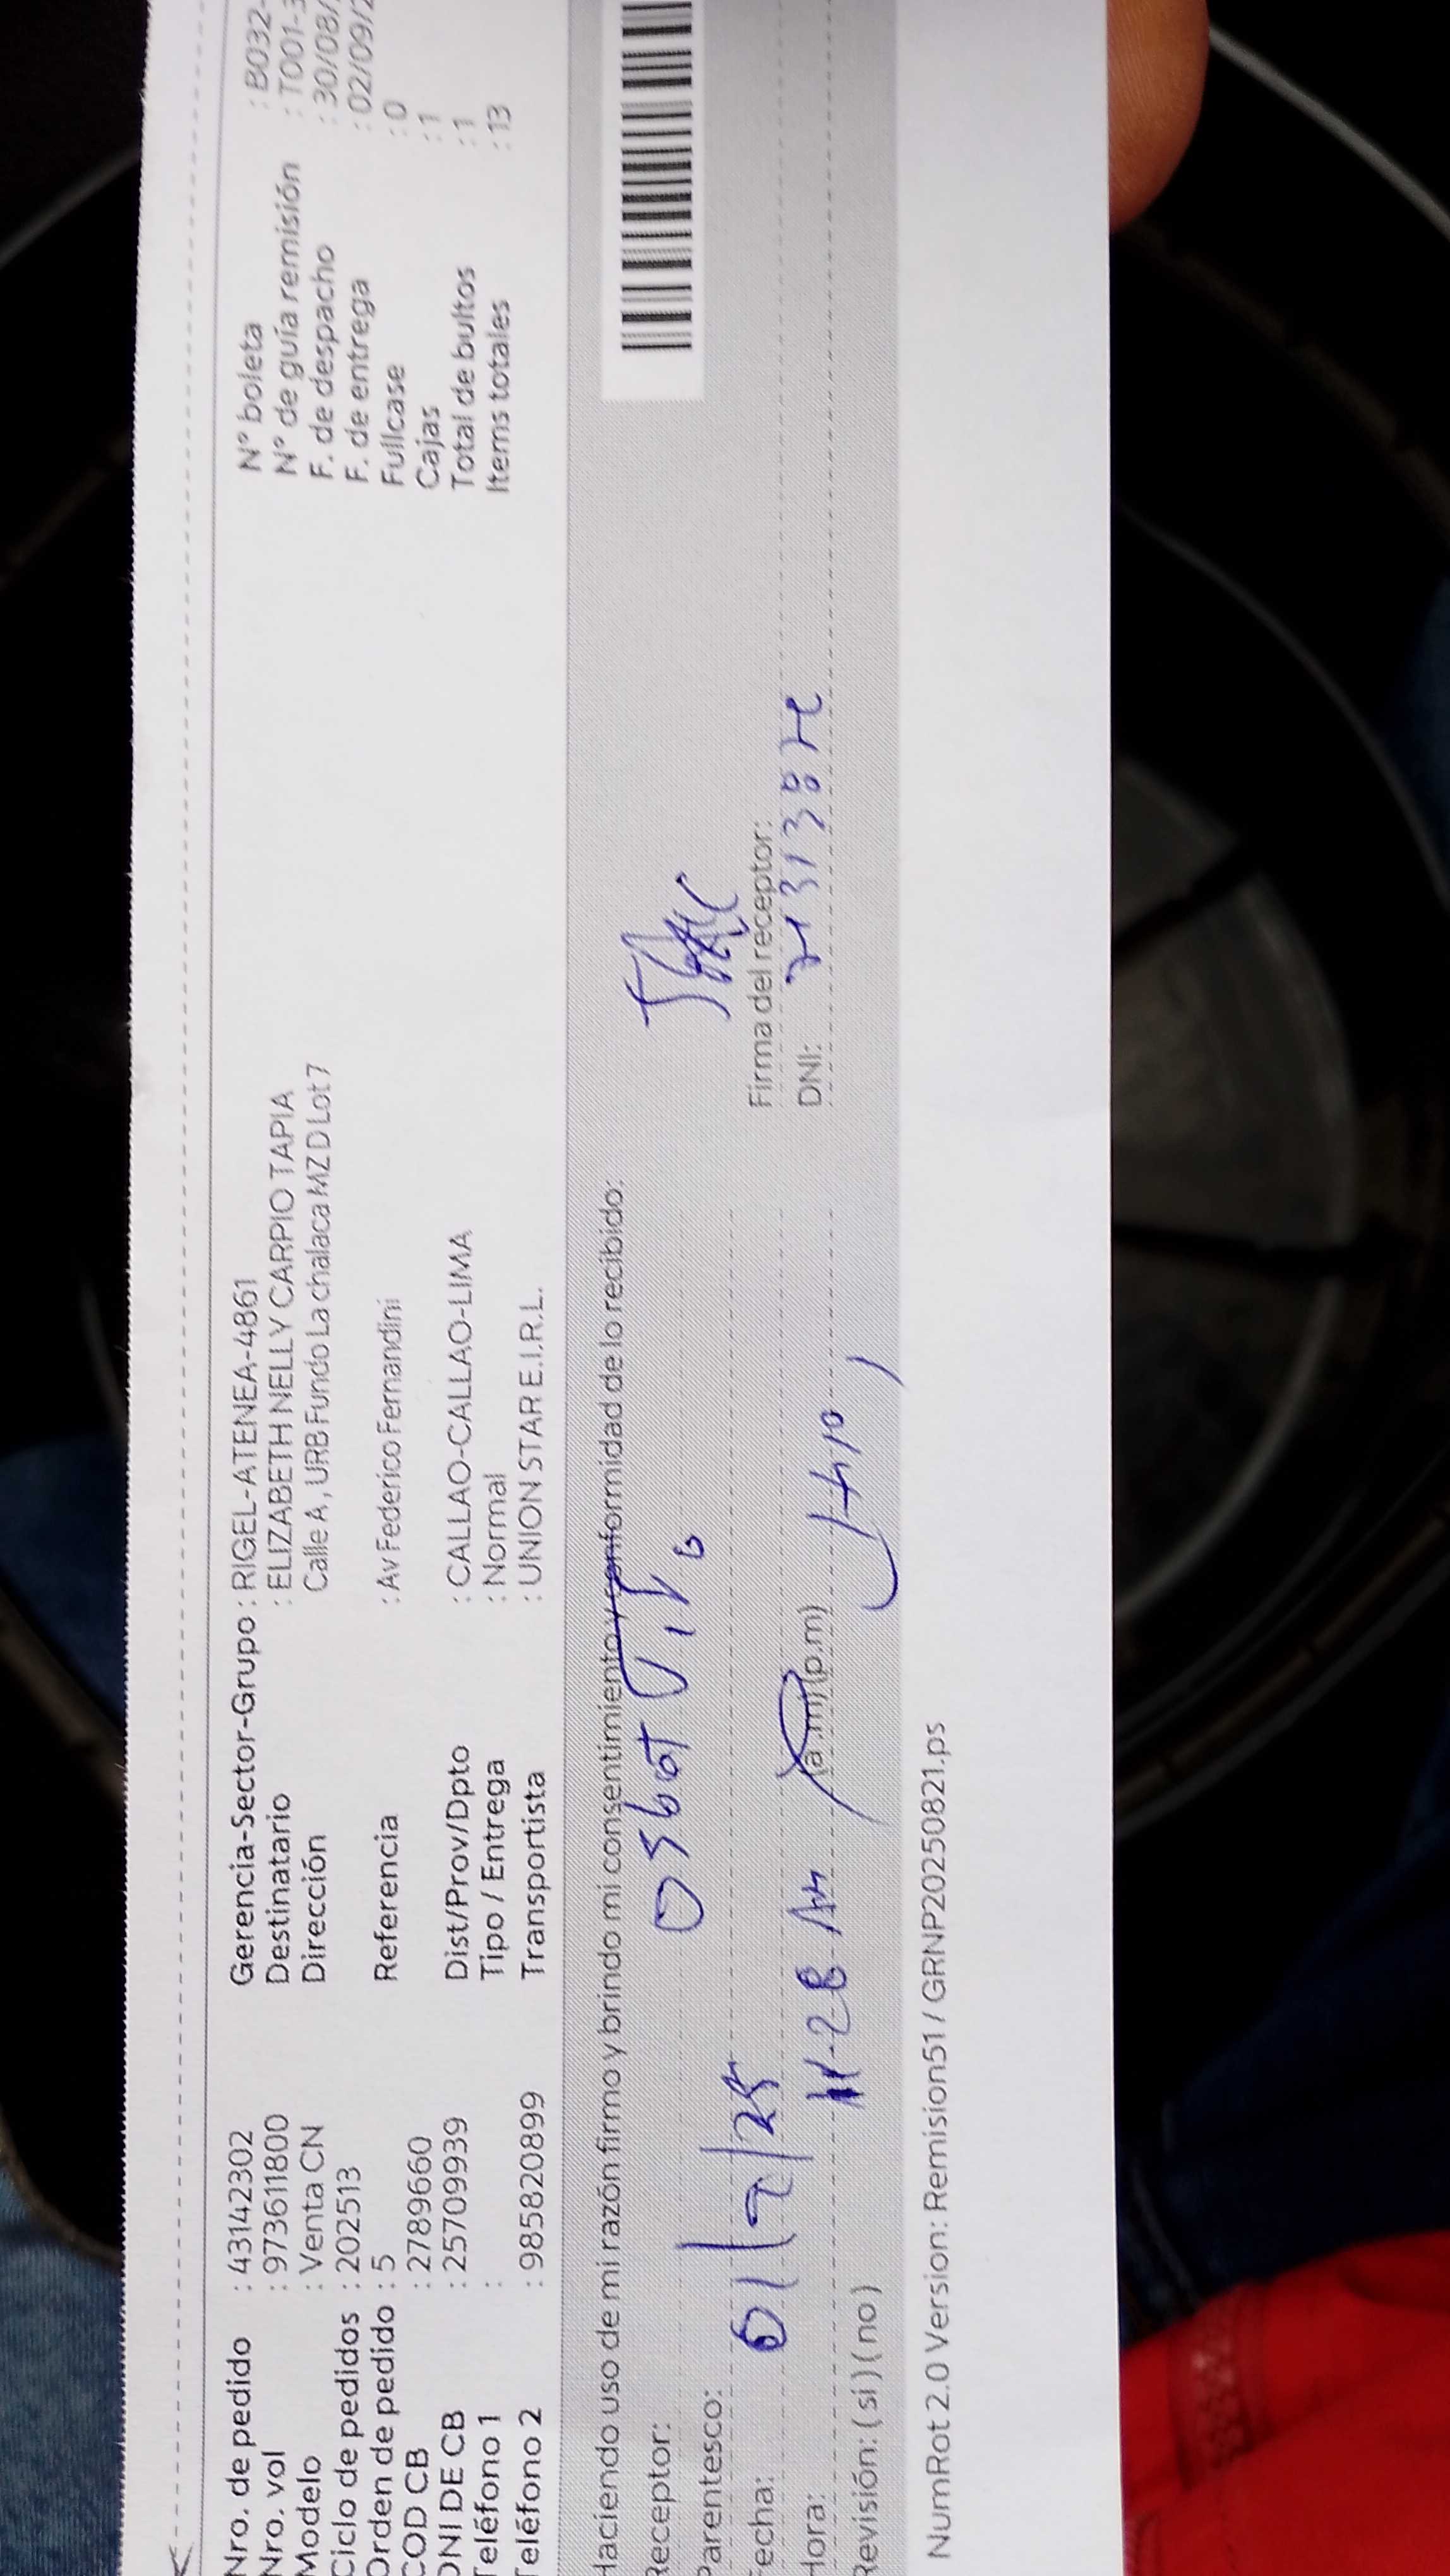 Nro. de pedido : 43142302 Gerencia-Sector-Grupo : RIGEL-ATENEA-4861 N° boleta : B032-
Nro. vol : 973611800 Destinatario : ELIZABETH NELLY CARPIO TAPIA N° de guía remisión : T001-3
Modelo : Venta CN Dirección Calle A , URB Fundo La chalaca MZ D Lot 7 F. de despacho : 30/08/
Ciclo de pedidos : 202513 F. de entrega : 02/09/2
Orden de pedido : 5 Referencia : Av Federico Fernandini Fullcase : 0
COD CB : 2789660 Cajas : 1
DNI DE CB : 25709939 Dist/Prov/Dpto : CALLAO-CALLAO-LIMA Total de bultos : 1
Teléfono 1 : Tipo / Entrega : Normal Items totales : 13
Teléfono 2 : 985820899 Transportista : UNION STAR E.I.R.L.
Haciendo uso de mi razón firmo y brindo mi consentimiento y conformidad de lo recibido:
Receptor:
Parentesco:
Fecha: Firma del receptor:
Hora: 11-28 AM (a.m) (p.m) DNI:
Revisión: ( sí ) ( no )
NumRot 2.0 Version: Remision51 / GRNP20250821.ps